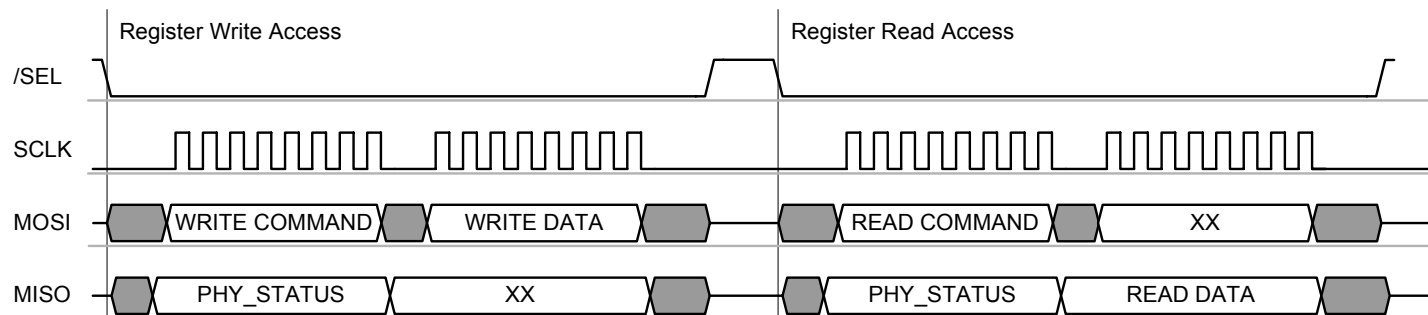 Register Write Access Register Read Access
/SEL
SCLK
MOSI WRITE COMMAND WRITE DATA READ COMMAND XX
MISO PHY_STATUS XX PHY_STATUS READ DATA